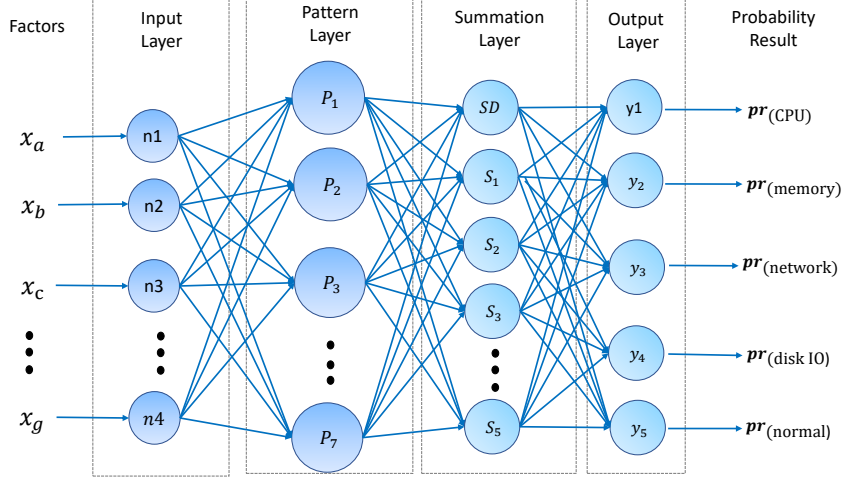 Factors
Input
Layer
Pattern
Layer
Summation
Layer
Output
Layer
Probability
Result
x_a
x_b
x_c
x_g
n1
n2
n3
n4
P_1
P_2
P_3
P_7
SD
S_1
S_2
S_3
S_5
y1
y_2
y_3
y_4
y_5
pr_(CPU)
pr_(memory)
pr_(network)
pr_(disk IO)
pr_(normal)